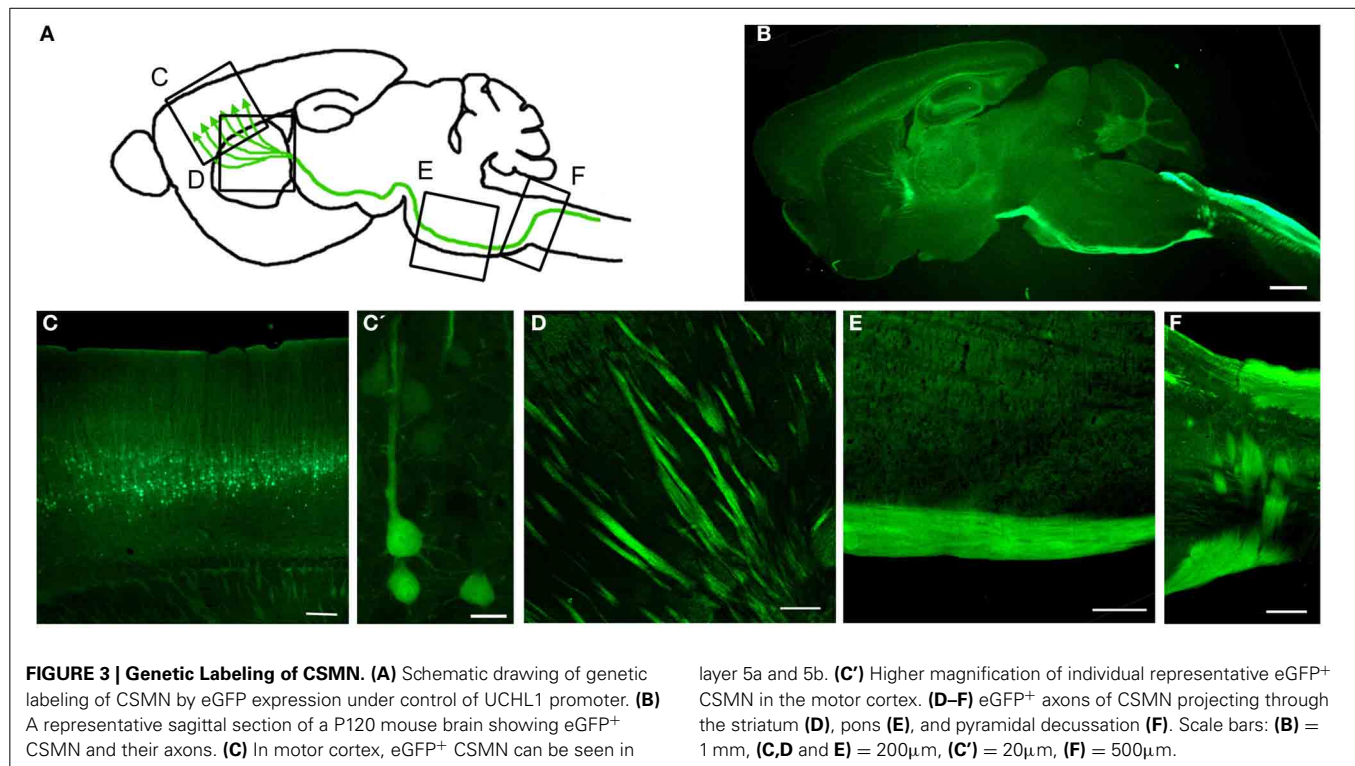 A
C
D
E
F
B
C
C´
D
E
F
FIGURE 3 | Genetic Labeling of CSMN. (A) Schematic drawing of genetic
labeling of CSMN by eGFP expression under control of UCHL1 promoter. (B)
A representative sagittal section of a P120 mouse brain showing eGFP⁺
CSMN and their axons. (C) In motor cortex, eGFP⁺ CSMN can be seen in
layer 5a and 5b. (C’) Higher magnification of individual representative eGFP⁺
CSMN in the motor cortex. (D–F) eGFP⁺ axons of CSMN projecting through
the striatum (D), pons (E), and pyramidal decussation (F). Scale bars: (B) =
1 mm, (C,D and E) = 200μm, (C’) = 20μm, (F) = 500μm.